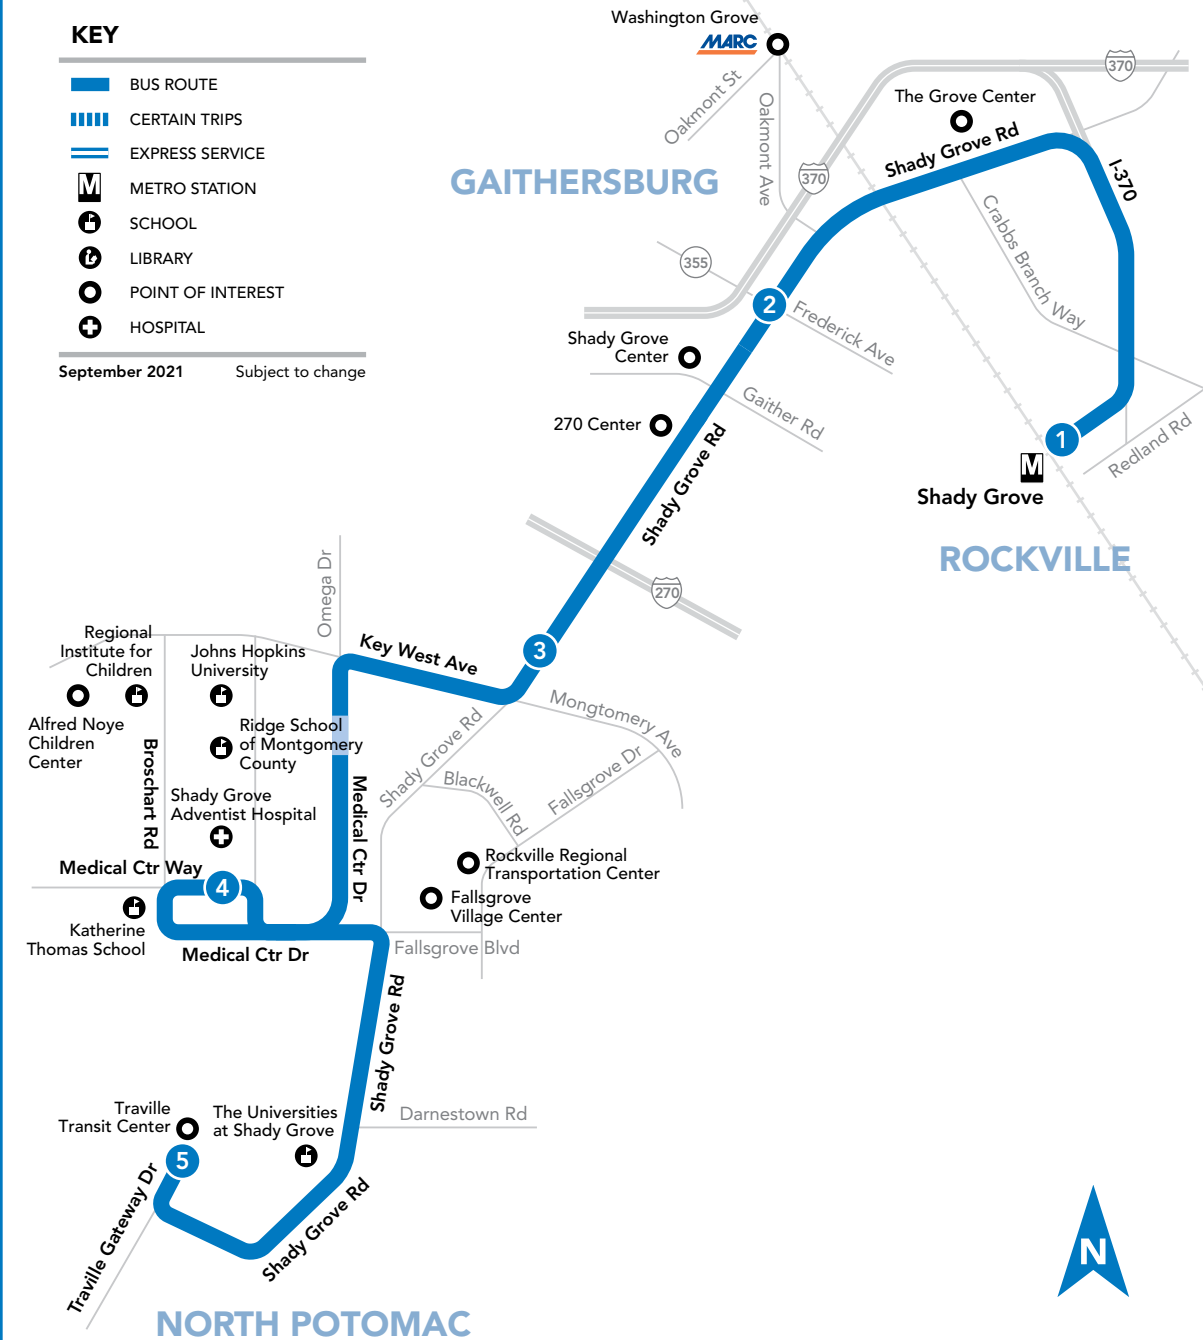 KEY
BUS ROUTE
CERTAIN TRIPS
EXPRESS SERVICE
M
METRO STATION
SCHOOL
LIBRARY
POINT OF INTEREST
HOSPITAL
September 2021
Subject to change
Washington Grove
MARC
Oakmont St
Oakmont Ave
370
The Grove Center
Shady Grove Rd
I-370
GAITHERSBURG
370
Crabbs Branch Way
355
2
Frederick Ave
Shady Grove
Center
Gaither Rd
270 Center
Shady Grove Rd
1
Redland Rd
M
Shady Grove
ROCKVILLE
270
Omega Dr
Key West Ave
3
Regional
Institute for
Children
Johns Hopkins
University
Alfred Noye
Children
Center
Broschart Rd
Ridge School
of Montgomery
County
Mongtomery Ave
Shady Grove Rd
Blackwell Rd
Fallsgrove Dr
Shady Grove
Adventist Hospital
Medical Ctr Dr
Medical Ctr Way
4
Rockville Regional
Transportation Center
Fallsgrove
Village Center
Katherine
Thomas School
Medical Ctr Dr
Fallsgrove Blvd
Shady Grove Rd
Traville
Transit Center
The Universities
at Shady Grove
Darnestown Rd
5
Traville Gateway Dr
Shady Grove Rd
N
NORTH POTOMAC